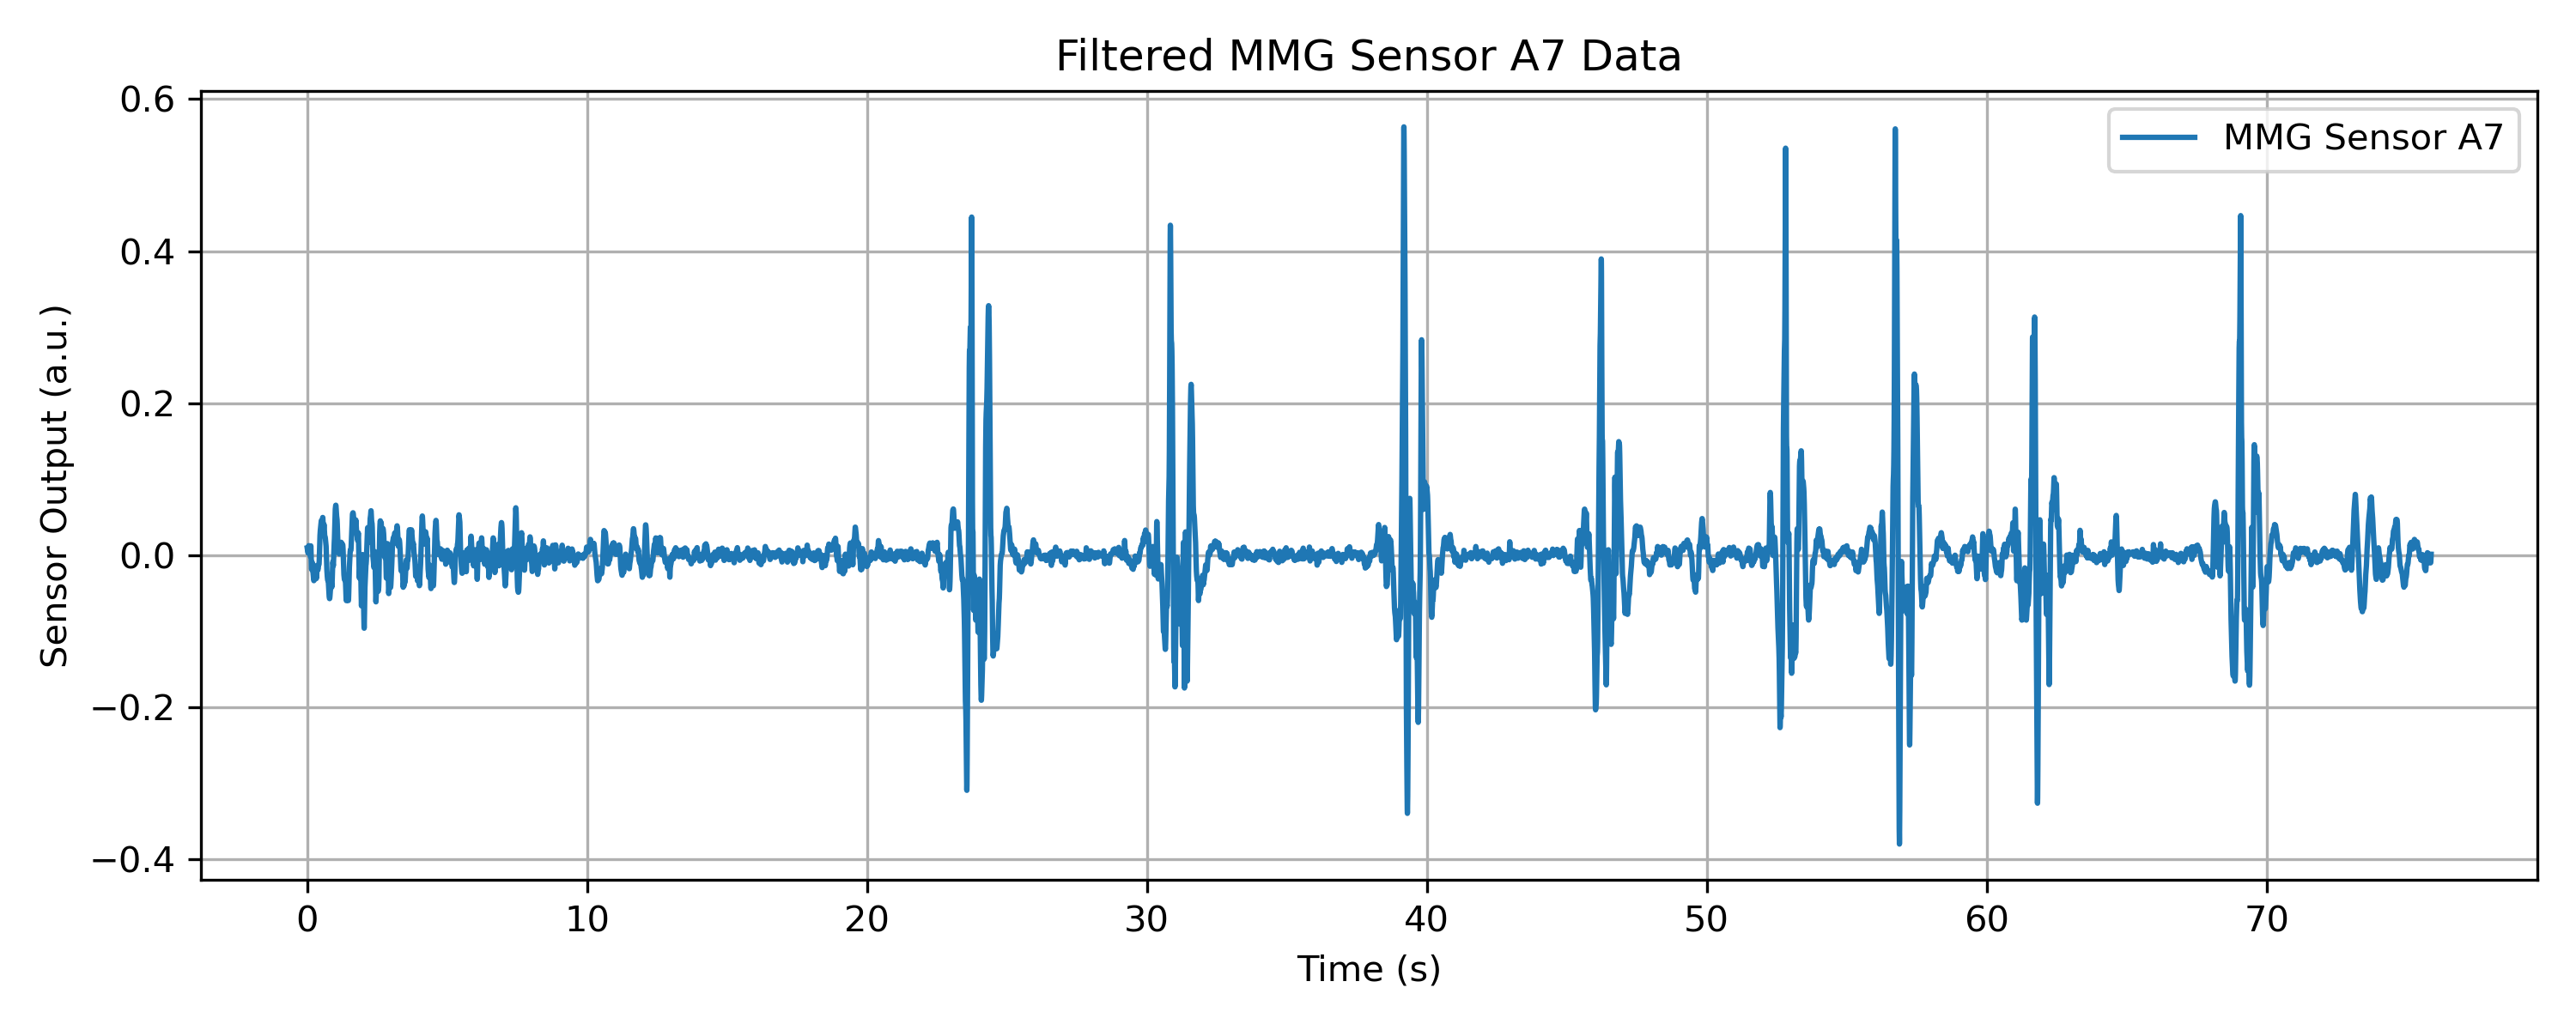 Filtered MMG Sensor A7 Data
MMG Sensor A7
Sensor Output (a.u.)
0.6
0.4
0.2
0.0
−0.2
−0.4
0 10 20 30 40 50 60 70
Time (s)